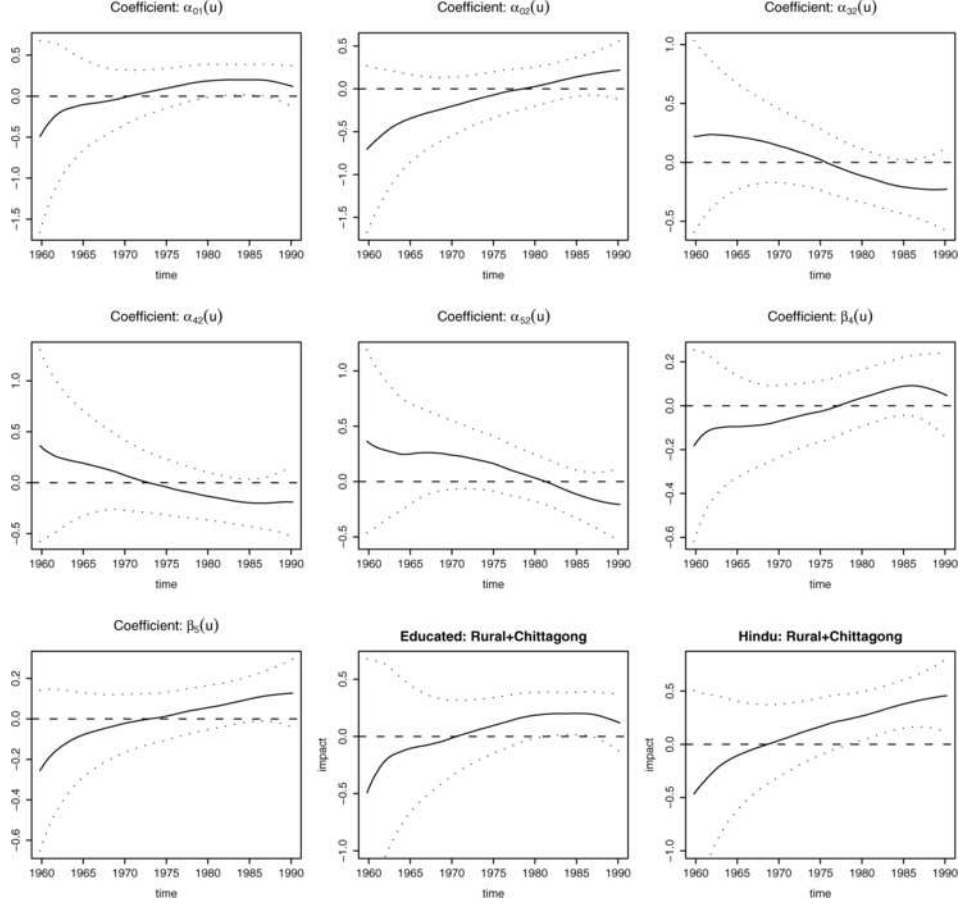 Coefficient: α₀₁(u)
0.5
0.0
−0.5
−1.0
−1.5
1960 1965 1970 1975 1980 1985 1990
time
Coefficient: α₀₂(u)
0.5
0.0
−0.5
−1.0
−1.5
1960 1965 1970 1975 1980 1985 1990
time
Coefficient: α₃₂(u)
1.0
0.5
0.0
−0.5
1960 1965 1970 1975 1980 1985 1990
time
Coefficient: α₄₂(u)
1.0
0.5
0.0
−0.5
1960 1965 1970 1975 1980 1985 1990
time
Coefficient: α₅₂(u)
1.0
0.5
0.0
−0.5
1960 1965 1970 1975 1980 1985 1990
time
Coefficient: β₄(u)
0.2
0.0
−0.2
−0.4
−0.6
1960 1965 1970 1975 1980 1985 1990
time
Coefficient: β₅(u)
0.2
0.0
−0.2
−0.4
−0.6
1960 1965 1970 1975 1980 1985 1990
time
Educated: Rural+Chittagong
impact
0.5
0.0
−0.5
−1.0
1960 1965 1970 1975 1980 1985 1990
time
Hindu: Rural+Chittagong
impact
0.5
0.0
−0.5
−1.0
1960 1965 1970 1975 1980 1985 1990
time